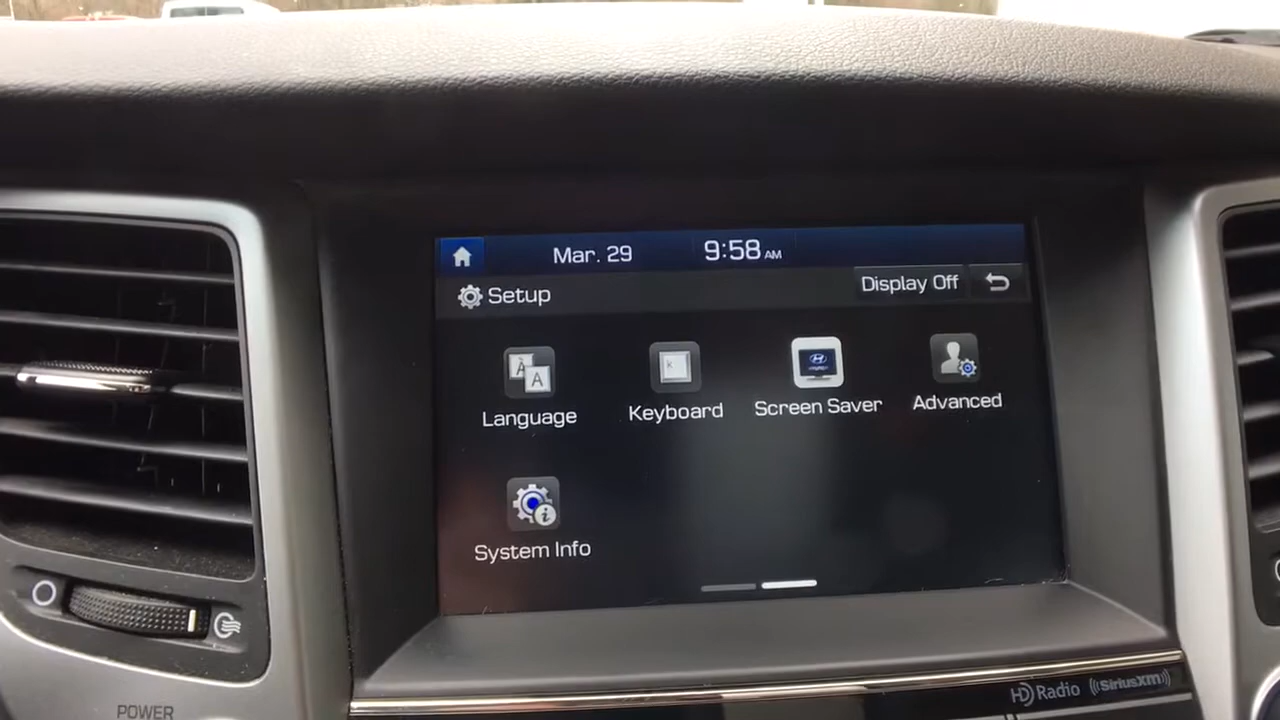 Mar. 29 9:58 AM
Setup Display Off
Language Keyboard Screen Saver Advanced
System Info
HD Radio SiriusXM
POWER